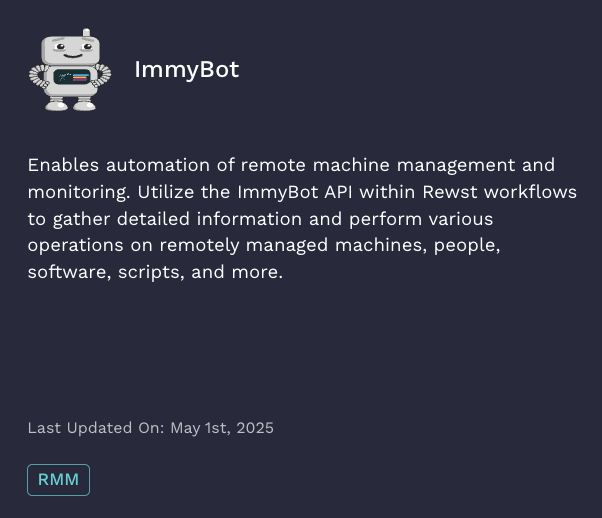 ImmyBot
Enables automation of remote machine management and
monitoring. Utilize the ImmyBot API within Rewst workflows
to gather detailed information and perform various
operations on remotely managed machines, people,
software, scripts, and more.
Last Updated On: May 1st, 2025
RMM